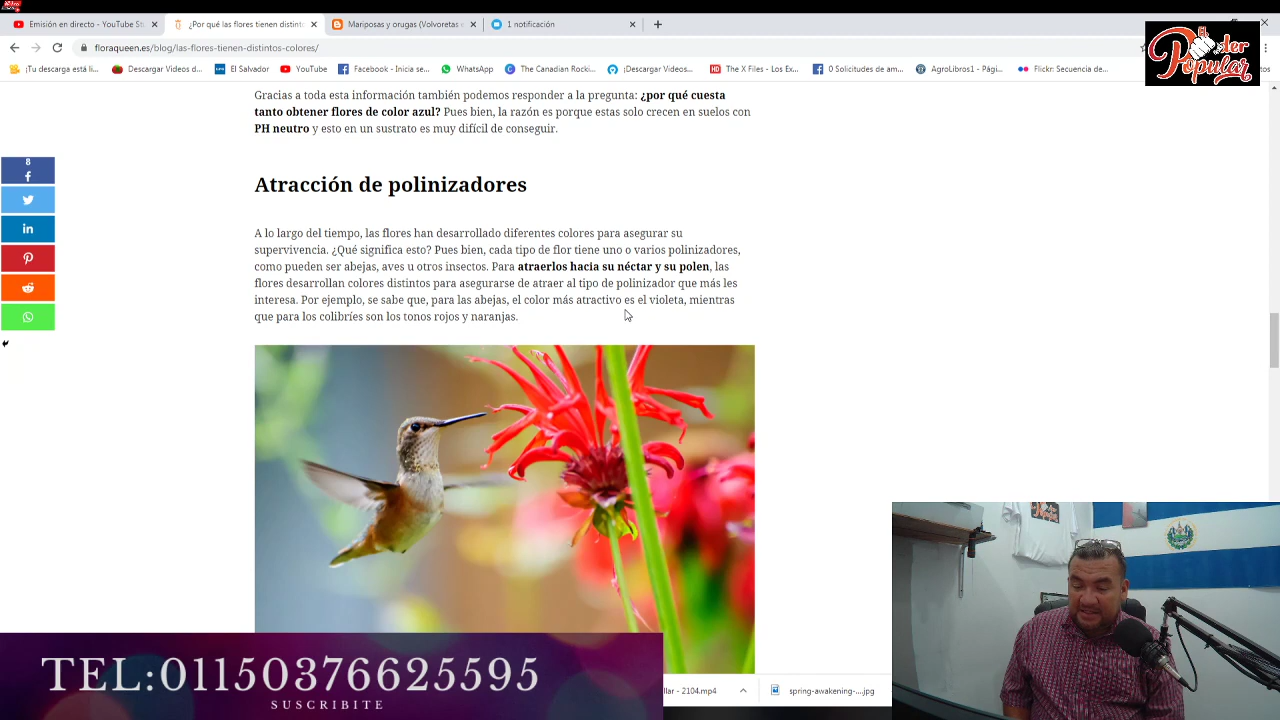 Emisión en directo - YouTube St
¿Por qué las flores tienen distint
Mariposas y orugas (Volvoretas e
1 notificación
floraqueen.es/blog/las-flores-tienen-distintos-colores/
¡Tu descarga está li...
Descargar Videos d...
El Salvador
YouTube
Facebook - Inicia se...
WhatsApp
The Canadian Rocki...
¡Descargar Videos...
The X Files - Los Ex...
0 Solicitudes de am...
AgroLibros1 - Pági...
Flickr: Secuencia de...
El
Poder
Popular
Gracias a toda esta información también podemos responder a la pregunta: ¿por qué cuesta
tanto obtener flores de color azul? Pues bien, la razón es porque estas solo crecen en suelos con
PH neutro y esto en un sustrato es muy difícil de conseguir.
8
Atracción de polinizadores
A lo largo del tiempo, las flores han desarrollado diferentes colores para asegurar su
supervivencia. ¿Qué significa esto? Pues bien, cada tipo de flor tiene uno o varios polinizadores,
como pueden ser abejas, aves u otros insectos. Para atraerlos hacia su néctar y su polen, las
flores desarrollan colores distintos para asegurarse de atraer al tipo de polinizador que más les
interesa. Por ejemplo, se sabe que, para las abejas, el color más atractivo es el violeta, mientras
que para los colibríes son los tonos rojos y naranjas.
TEL:01150376625595
SUSCRIBITE
llar - 2104.mp4
spring-awakening-....jpg